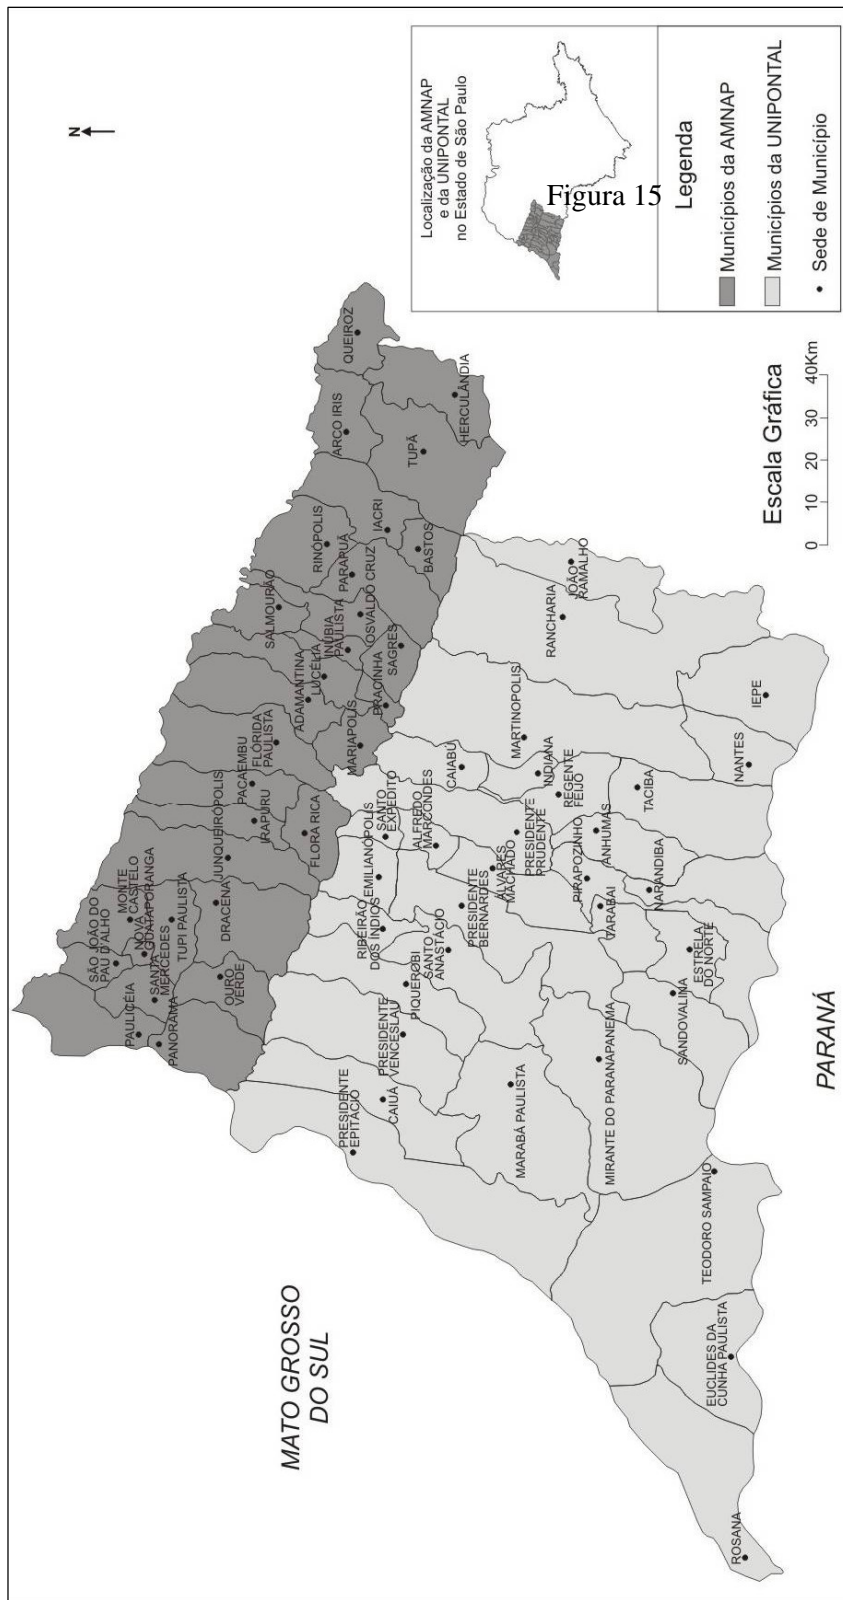 N
Localização da AMNAP
e da UNIPONTAL
no Estado de São Paulo
Figura 15
Legenda
Municípios da AMNAP
Municípios da UNIPONTAL
Sede de Município
Escala Gráfica
0 10 20 30 40Km
MATO GROSSO
DO SUL
PARANÁ
QUEIROZ
ARCO IRIS
HERCULÂNDIA
TUPÃ
IACRI
BASTOS
RINÓPOLIS
PARAPUÃ
OSVALDO CRUZ
SALMOURÃO
INÚBIA
PAULISTA
SAGRES
LUCÉLIA
ADAMANTINA
PRACINHA
MARIÁPOLIS
FLÓRIDA
PAULISTA
PACAEMBU
IRAPURU
FLORA RICA
JUNQUEIRÓPOLIS
DRACENA
OURO
VERDE
TUPI PAULISTA
MONTE
CASTELO
NOVA
GUATAPORANGA
SÃO JOÃO DO
PAU D'ALHO
SANTA
MERCEDES
PAULICÉIA
PANORAMA
JOÃO
RAMALHO
RANCHARIA
IEPE
NANTES
MARTINOPOLIS
INDIANA
REGENTE
FEIJÓ
TACIBA
CAIABÚ
SANTO
EXPEDITO
ALFREDO
MARCONDES
EMILIANÓPOLIS
RIBEIRÃO
DOS ÍNDIOS
PRESIDENTE
PRUDENTE
ÁLVARES
MACHADO
PIRAPOZINHO
ANHUMAS
NARANDIBA
TARABAI
PRESIDENTE
BERNARDES
SANTO
ANASTÁCIO
PIQUEROBI
PRESIDENTE
VENCESLAU
CAIUÁ
PRESIDENTE
EPITÁCIO
MARABÁ PAULISTA
MIRANTE DO PARANAPANEMA
ESTRELA
DO NORTE
SANDOVALINA
TEODORO SAMPAIO
EUCLIDES DA
CUNHA PAULISTA
ROSANA